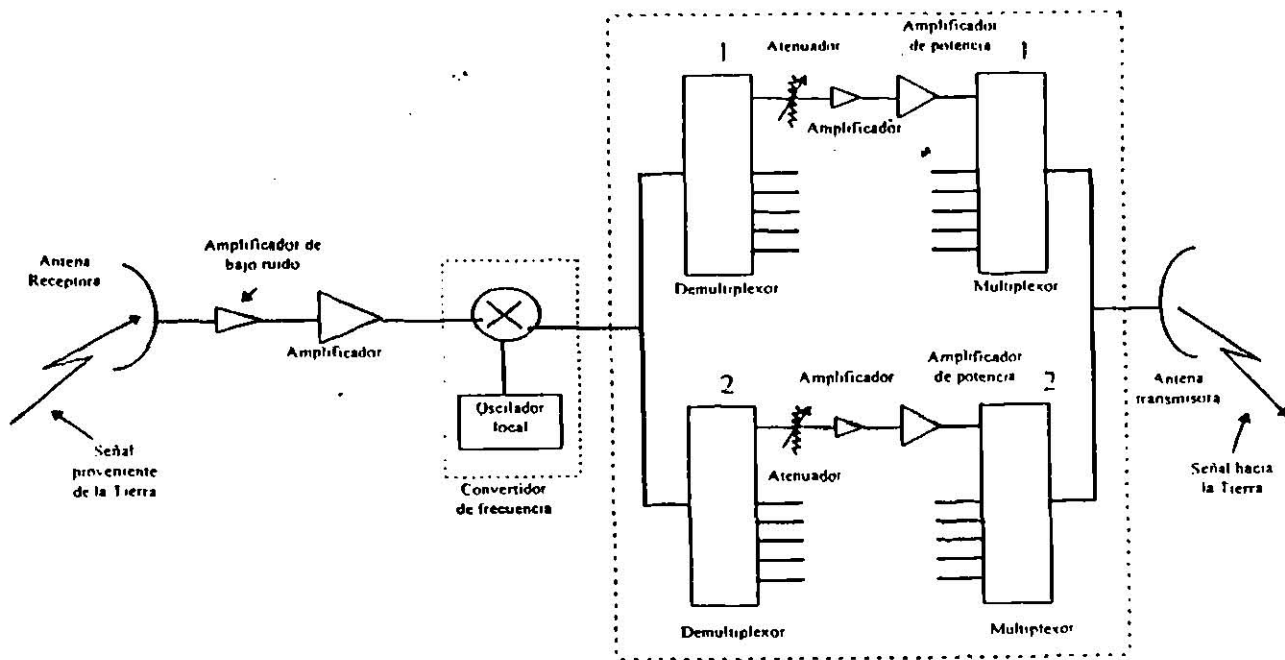 Amplificador
de potencia
1
Atenuador
1
Amplificador
Demultiplexor
Multiplexor
Antena
Receptora
Amplificador de
bajo ruido
Amplificador
Oscilador
local
Convertidor
de frecuencia
Señal
proveniente
de la Tierra
2
Amplificador
Amplificador
de potencia
2
Atenuador
Demultiplexor
Multiplexor
Antena
transmisora
Señal hacia
la Tierra